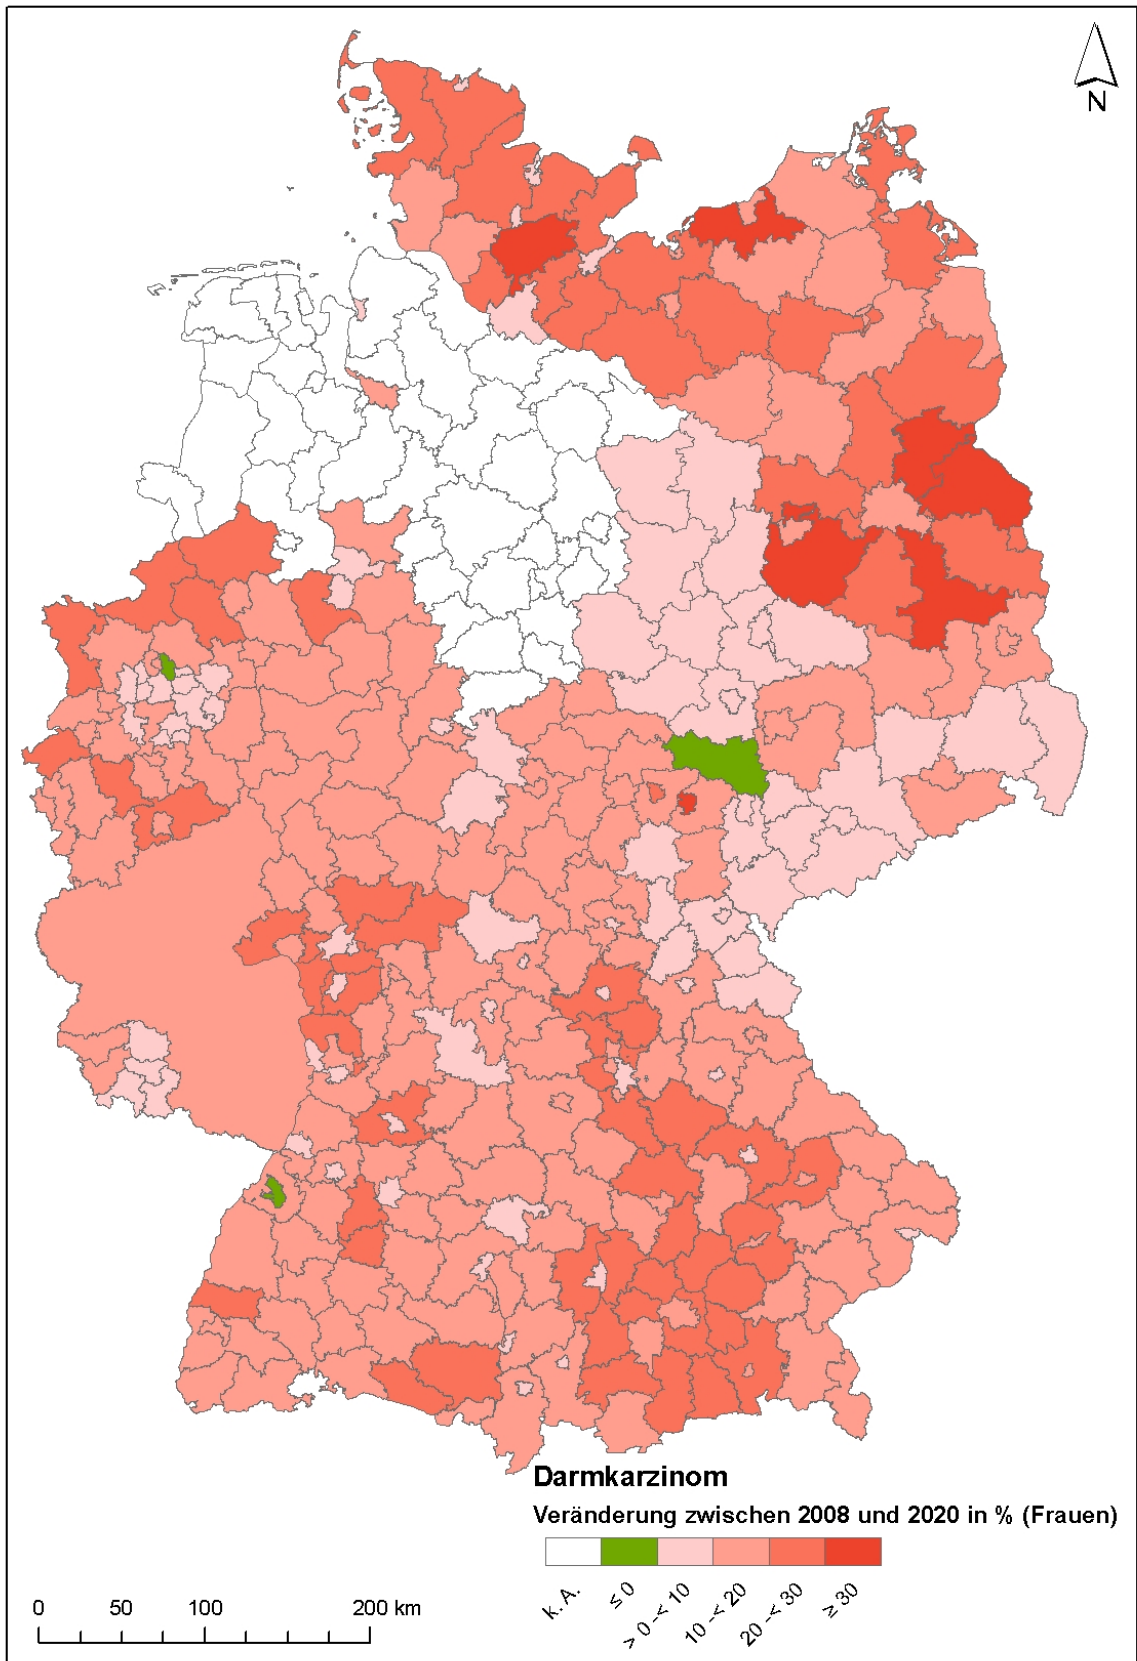 N
Darmkarzinom
Veränderung zwischen 2008 und 2020 in % (Frauen)
k. A.
≤ 0
> 0 -< 10
10 -< 20
20 -< 30
≥ 30
0 50 100 200 km